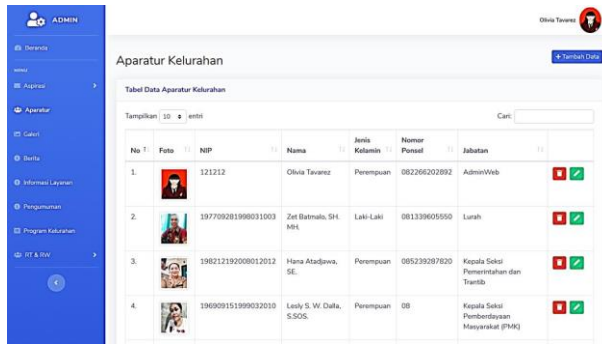 ADMIN
Olivia Tavarez
Beranda
MENU
Aspirasi
Aparatur
Galeri
Berita
Informasi Layanan
Pengumuman
Program Kelurahan
RT & RW
Aparatur Kelurahan
+ Tambah Data
Tabel Data Aparatur Kelurahan
Tampilkan 10 entri
Cari:
No Foto NIP Nama Jenis Kelamin Nomor Ponsel Jabatan
1. 121212 Olivia Tavarez Perempuan 082266202892 AdminWeb
2. 197709281998031003 Zet Batmalo, SH. MH. Laki-Laki 081339605550 Lurah
3. 198212192008012012 Hana Atadjawa, SE. Perempuan 085239287820 Kepala Seksi Pemerintahan dan Trantib
4. 196909151999032010 Lesly S. W. Dalla, S.SOS. Perempuan 08 Kepala Seksi Pemberdayaan Masyarakat (PMK)